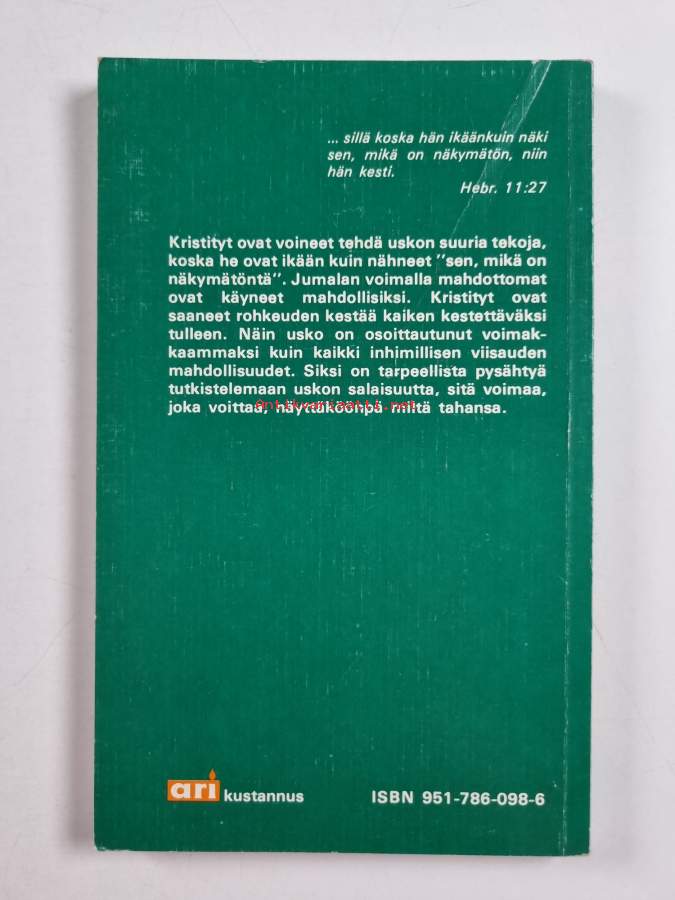 ... sillä koska hän ikäänkuin näki
sen, mikä on näkymätön, niin
hän kesti.
Hebr. 11:27
Kristityt ovat voineet tehdä uskon suuria tekoja,
koska he ovat ikään kuin nähneet "sen, mikä on
näkymätöntä". Jumalan voimalla mahdottomat
ovat käyneet mahdollisiksi. Kristityt ovat
saaneet rohkeuden kestää kaiken kestettäväksi
tulleen. Näin usko on osoittautunut voimak-
kaammaksi kuin kaikki inhimillisen viisauden
mahdollisuudet. Siksi on tarpeellista pysähtyä
tutkistelemaan uskon salaisuutta, sitä voimaa,
joka voittaa, näyttäköönpä miltä tahansa.
Antikvariaatti.net
ari kustannus
ISBN 951-786-098-6